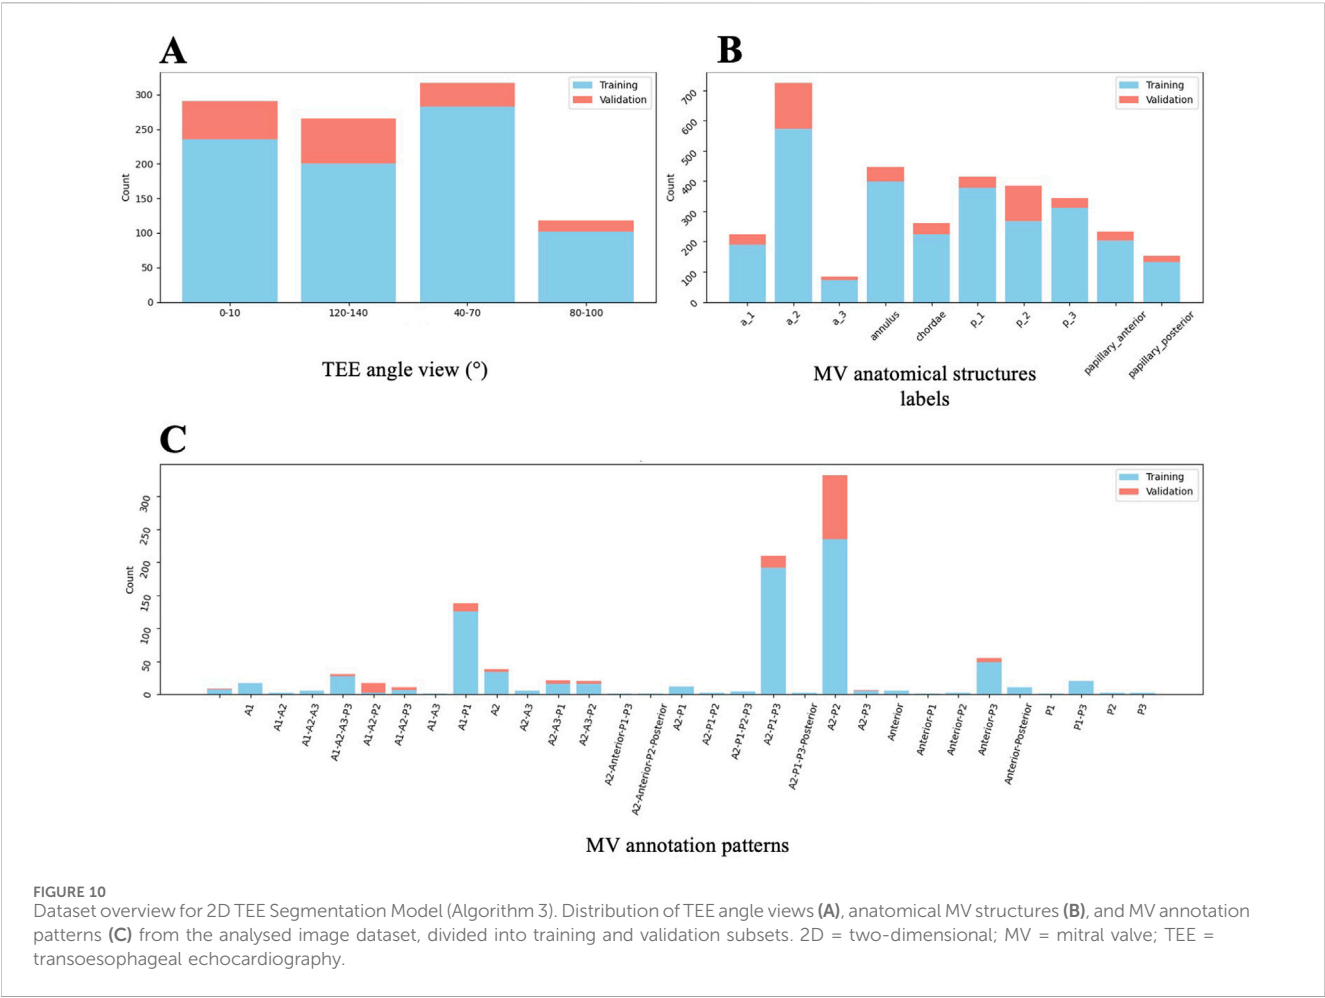 A
B
300
250
200
150
100
50
0
Count
Training
Validation
0-10
120-140
40-70
80-100
TEE angle view (°)
700
600
500
400
300
200
100
0
Count
Training
Validation
a_1
a_2
a_3
annulus
chordae
p_1
p_2
p_3
papillary_anterior
papillary_posterior
MV anatomical structures
labels
C
300
250
200
150
100
50
0
Count
Training
Validation
A1
A1-A2
A1-A2-A3
A1-A2-A3-P3
A1-A2-P2
A1-A2-P3
A1-A3
A1-P1
A2
A2-A3
A2-A3-P1
A2-A3-P2
A2-Anterior-P1-P3
A2-Anterior-P2-Posterior
A2-P1
A2-P1-P2
A2-P1-P2-P3
A2-P1-P3
A2-P1-P3-Posterior
A2-P2
A2-P3
Anterior
Anterior-P1
Anterior-P2
Anterior-P3
Anterior-Posterior
P1
P1-P3
P2
P3
MV annotation patterns
FIGURE 10
Dataset overview for 2D TEE Segmentation Model (Algorithm 3). Distribution of TEE angle views (A), anatomical MV structures (B), and MV annotation
patterns (C) from the analysed image dataset, divided into training and validation subsets. 2D = two-dimensional; MV = mitral valve; TEE =
transoesophageal echocardiography.